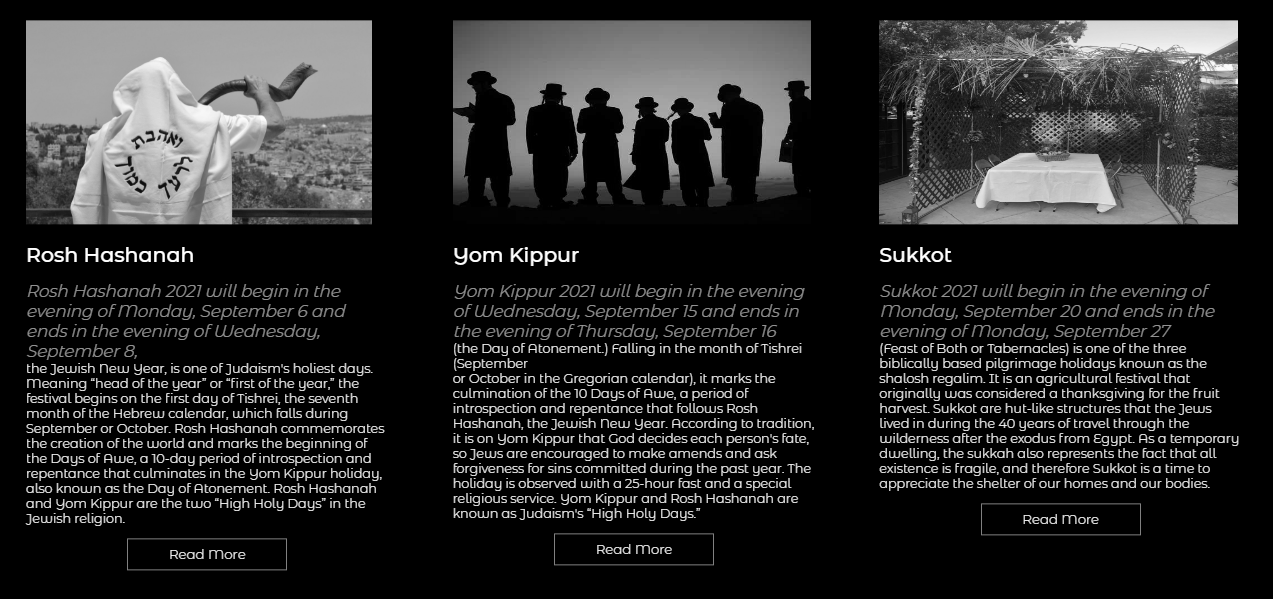 ואהבת
לרעך
כמוך
Rosh Hashanah
Rosh Hashanah 2021 will begin in the
evening of Monday, September 6 and
ends in the evening of Wednesday,
September 8,
the Jewish New Year, is one of Judaism's holiest days.
Meaning “head of the year” or “first of the year,” the
festival begins on the first day of Tishrei, the seventh
month of the Hebrew calendar, which falls during
September or October. Rosh Hashanah commemorates
the creation of the world and marks the beginning of
the Days of Awe, a 10-day period of introspection and
repentance that culminates in the Yom Kippur holiday,
also known as the Day of Atonement. Rosh Hashanah
and Yom Kippur are the two “High Holy Days” in the
Jewish religion.
Read More
Yom Kippur
Yom Kippur 2021 will begin in the evening
of Wednesday, September 15 and ends in
the evening of Thursday, September 16
(the Day of Atonement.) Falling in the month of Tishrei
(September
or October in the Gregorian calendar), it marks the
culmination of the 10 Days of Awe, a period of
introspection and repentance that follows Rosh
Hashanah, the Jewish New Year. According to tradition,
it is on Yom Kippur that God decides each person's fate,
so Jews are encouraged to make amends and ask
forgiveness for sins committed during the past year. The
holiday is observed with a 25-hour fast and a special
religious service. Yom Kippur and Rosh Hashanah are
known as Judaism's “High Holy Days.”
Read More
Sukkot
Sukkot 2021 will begin in the evening of
Monday, September 20 and ends in the
evening of Monday, September 27
(Feast of Both or Tabernacles) is one of the three
biblically based pilgrimage holidays known as the
shalosh regalim. It is an agricultural festival that
originally was considered a thanksgiving for the fruit
harvest. Sukkot are hut-like structures that the Jews
lived in during the 40 years of travel through the
wilderness after the exodus from Egypt. As a temporary
dwelling, the sukkah also represents the fact that all
existence is fragile, and therefore Sukkot is a time to
appreciate the shelter of our homes and our bodies.
Read More